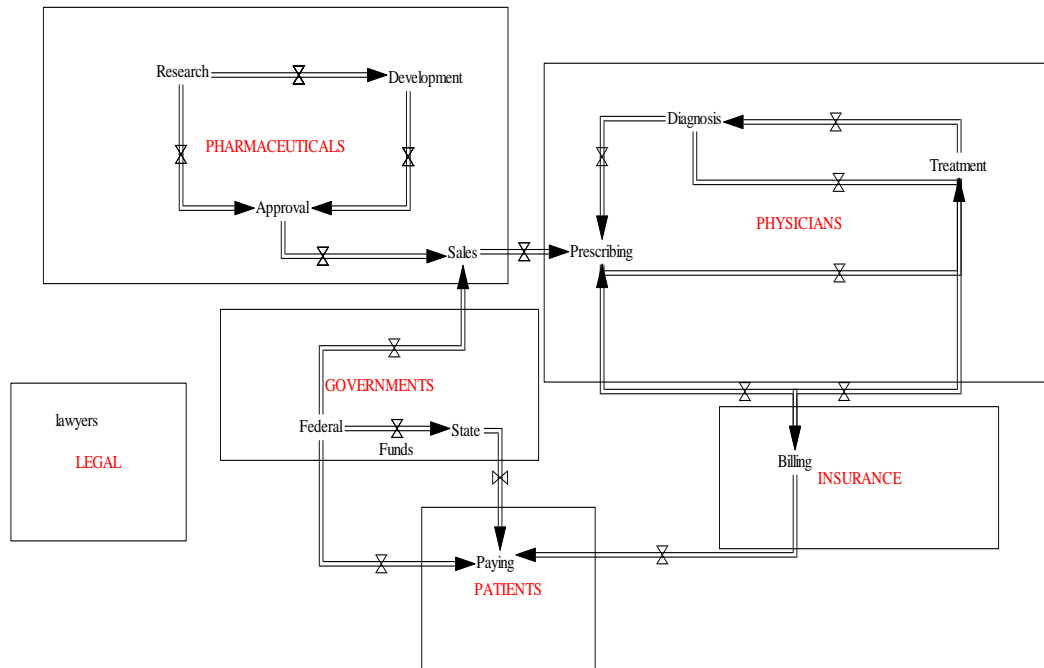 Research
Development
PHARMACEUTICALS
Approval
Sales
Diagnosis
Treatment
PHYSICIANS
Prescribing
GOVERNMENTS
Federal
State
Funds
lawyers
LEGAL
Billing
INSURANCE
Paying
PATIENTS